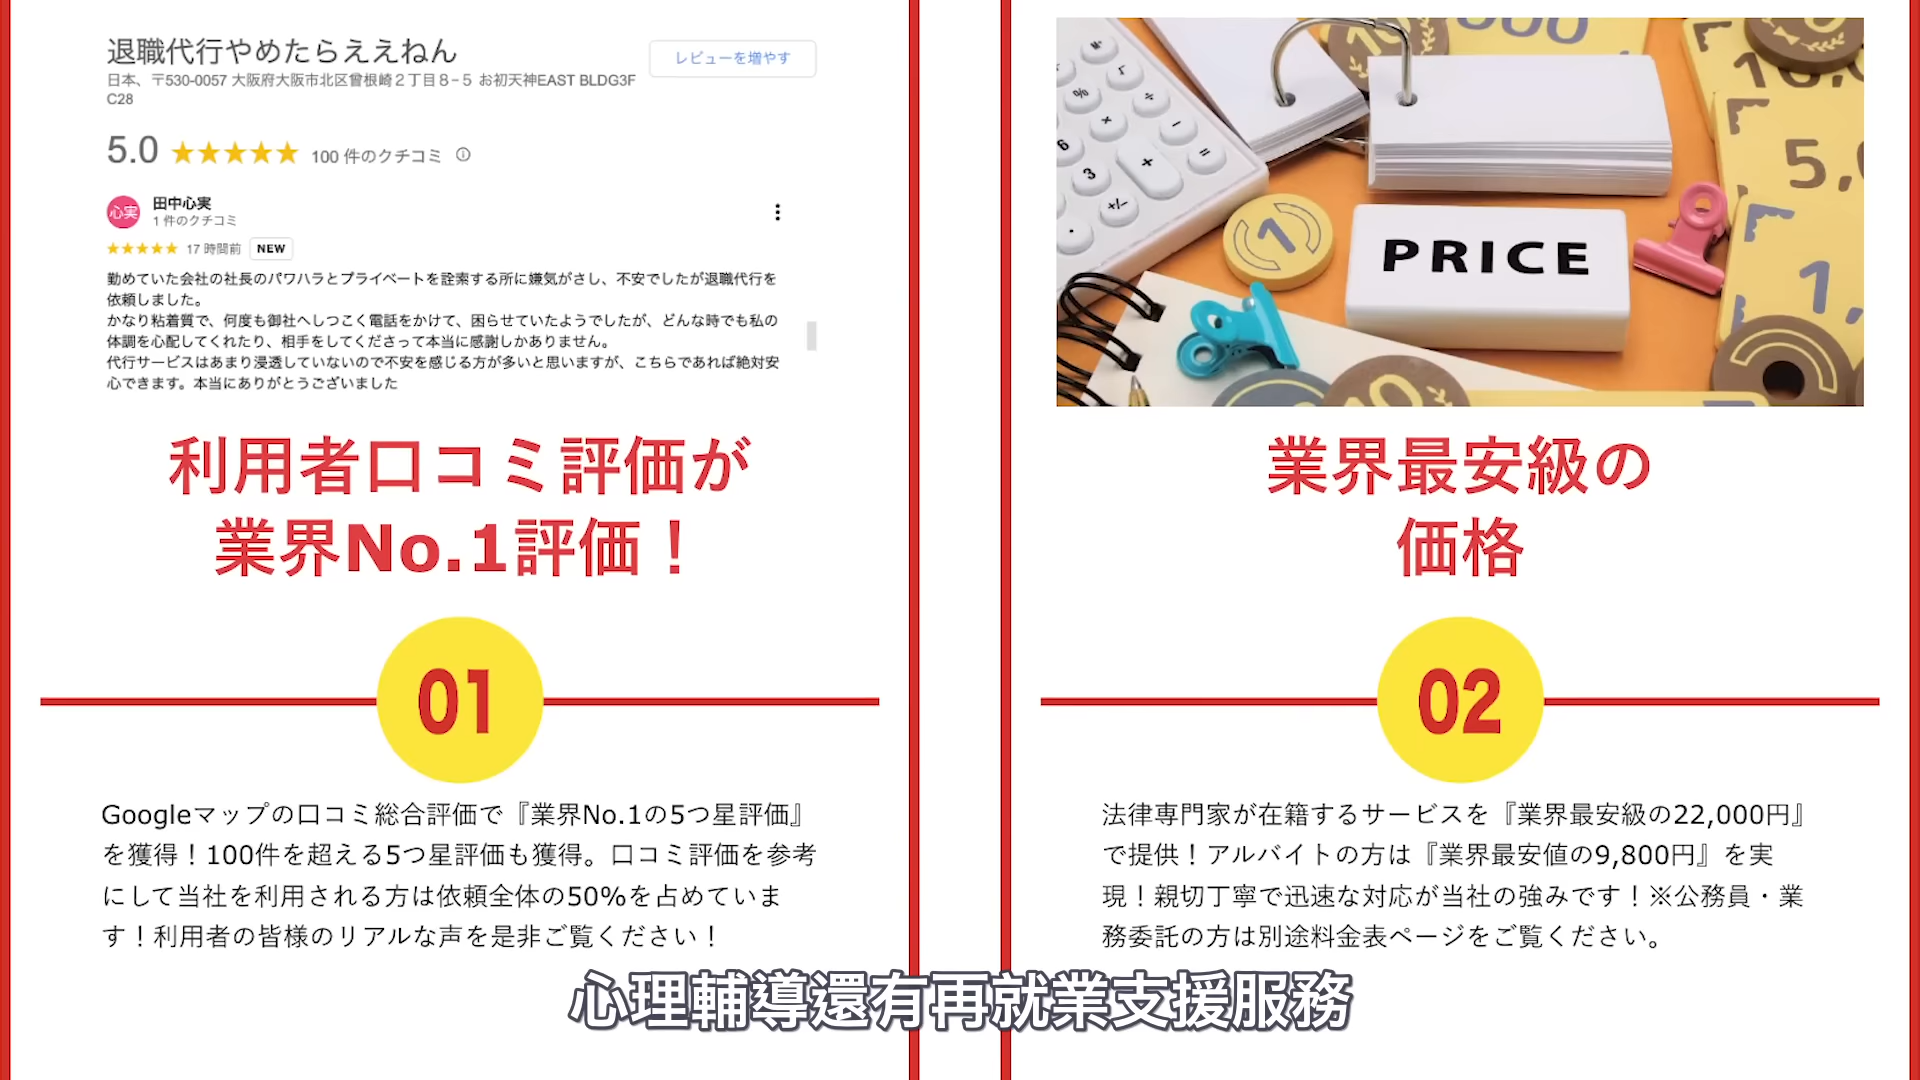 退職代行やめたらええねん
レビューを増やす
日本、〒530-0057 大阪府大阪市北区曾根崎２丁目８−５ お初天神EAST BLDG3F
C28
5.0 ★★★★★ 100 件のクチコミ
心実
田中心実
1 件のクチコミ
★★★★★ 17 時間前 NEW
勤めていた会社の社長のパワハラとプライベートを詮索する所に嫌気がさし、不安でしたが退職代行を
依頼しました。
かなり粘着質で、何度も御社へしつこく電話をかけて、困らせていたようでしたが、どんな時でも私の
体調を心配してくれたり、相手をしてくださって本当に感謝しかありません。
代行サービスはあまり浸透していないので不安を感じる方が多いと思いますが、こちらであれば絶対安
心できます。本当にありがとうございました
利用者口コミ評価が
業界No.1評価！
01
Googleマップの口コミ総合評価で『業界No.1の5つ星評価』
を獲得！100件を超える5つ星評価も獲得。口コミ評価を参考
にして当社を利用される方は依頼全体の50%を占めていま
す！利用者の皆様のリアルな声を是非ご覧ください！
PRICE
業界最安級の
価格
02
法律専門家が在籍するサービスを『業界最安級の22,000円』
で提供！アルバイトの方は『業界最安値の9,800円』を実
現！親切丁寧で迅速な対応が当社の強みです！※公務員・業
務委託の方は別途料金表ページをご覧ください。
心理輔導還有再就業支援服務